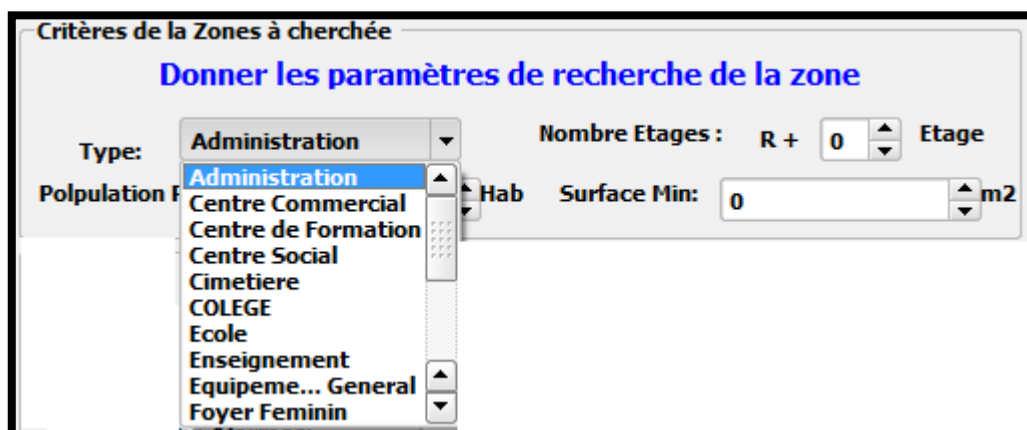 Critères de la Zones à cherchée
Donner les paramètres de recherche de la zone
Type: Administration Nombre Etages : R + 0 Etage
Polpulation Hab Surface Min: 0 m2
Administration
Centre Commercial
Centre de Formation
Centre Social
Cimetiere
COLEGE
Ecole
Enseignement
Equipeme... General
Foyer Feminin